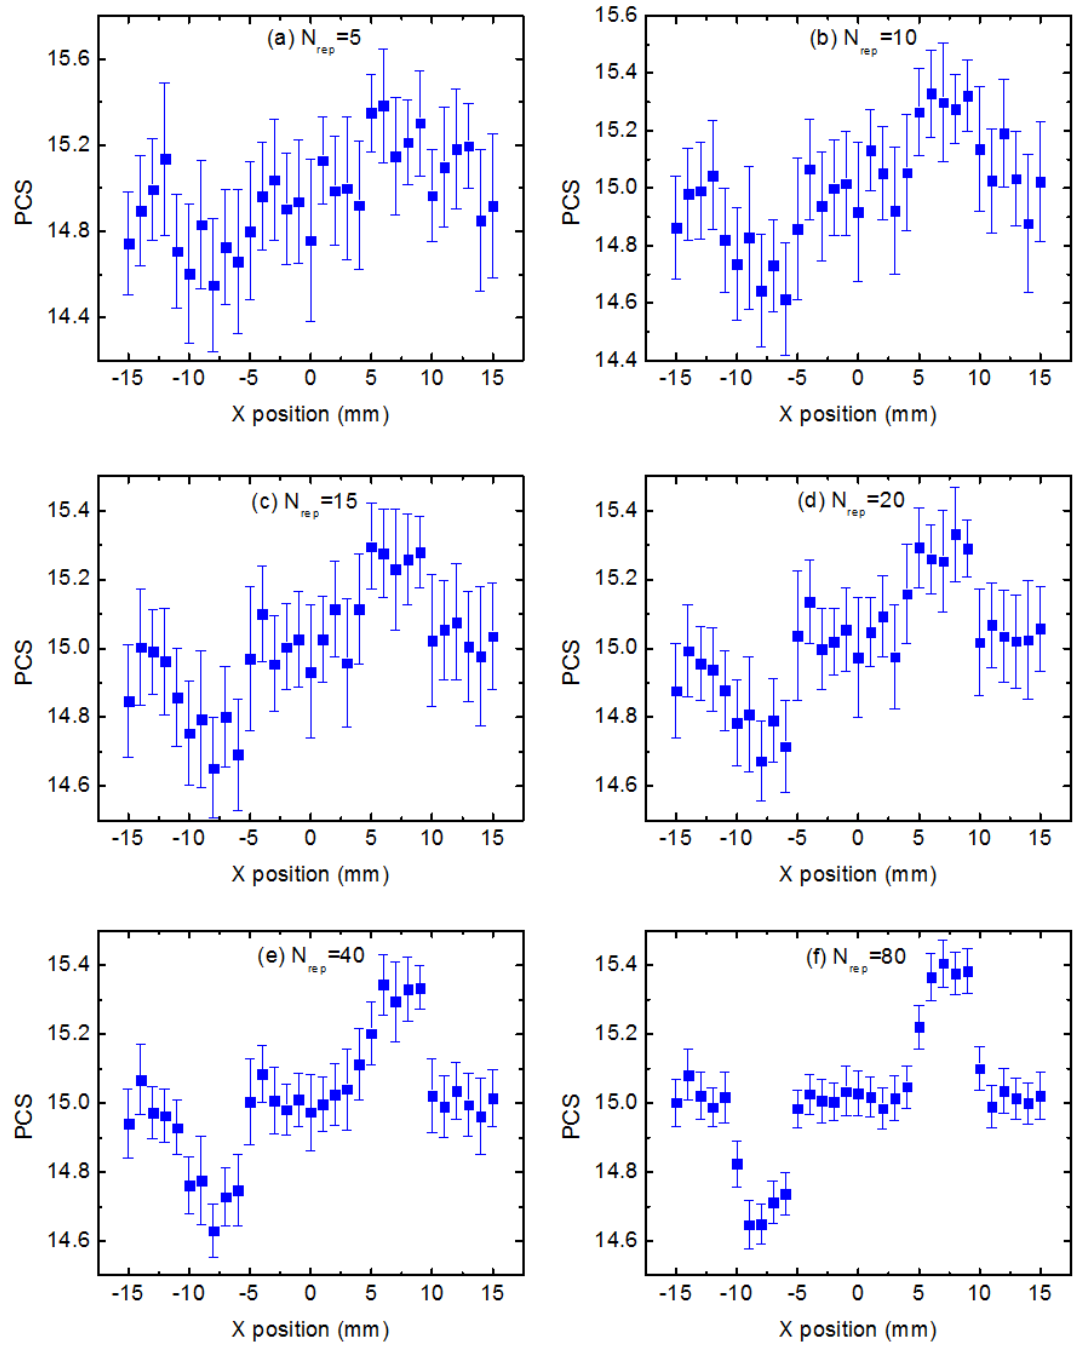 (a) N_rep=5
15.6
15.2
14.8
14.4
PCS
-15 -10 -5 0 5 10 15
X position (mm)
(b) N_rep=10
15.6
15.4
15.2
15.0
14.8
14.6
14.4
PCS
-15 -10 -5 0 5 10 15
X position (mm)
(c) N_rep=15
15.4
15.2
15.0
14.8
14.6
PCS
-15 -10 -5 0 5 10 15
X position (mm)
(d) N_rep=20
15.4
15.2
15.0
14.8
14.6
PCS
-15 -10 -5 0 5 10 15
X position (mm)
(e) N_rep=40
15.4
15.2
15.0
14.8
14.6
PCS
-15 -10 -5 0 5 10 15
X position (mm)
(f) N_rep=80
15.4
15.2
15.0
14.8
14.6
PCS
-15 -10 -5 0 5 10 15
X position (mm)